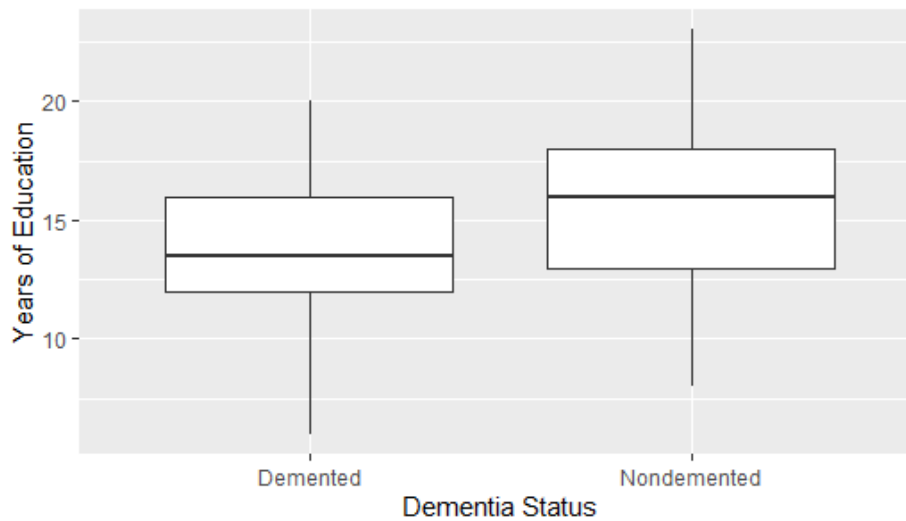 Years of Education
20
15
10
Demented
Nondemented
Dementia Status